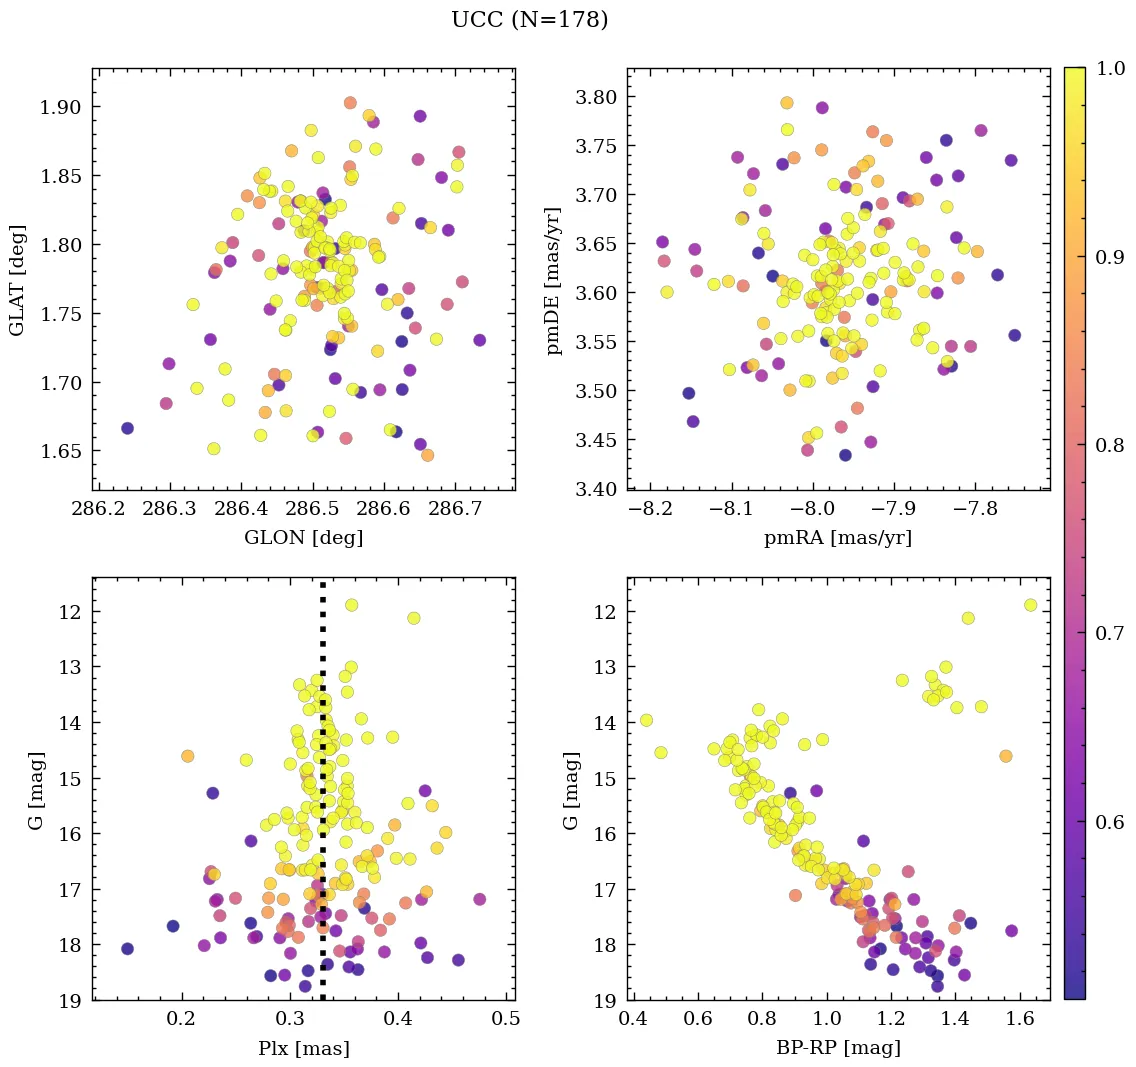 UCC (N=178)
1.90
1.85
1.80
1.75
1.70
1.65
GLAT [deg]
286.2 286.3 286.4 286.5 286.6 286.7
GLON [deg]
3.80
3.75
3.70
3.65
3.60
3.55
3.50
3.45
3.40
pmDE [mas/yr]
−8.2 −8.1 −8.0 −7.9 −7.8
pmRA [mas/yr]
12
13
14
15
16
17
18
19
G [mag]
0.2 0.3 0.4 0.5
Plx [mas]
12
13
14
15
16
17
18
19
G [mag]
0.4 0.6 0.8 1.0 1.2 1.4 1.6
BP-RP [mag]
1.0
0.9
0.8
0.7
0.6